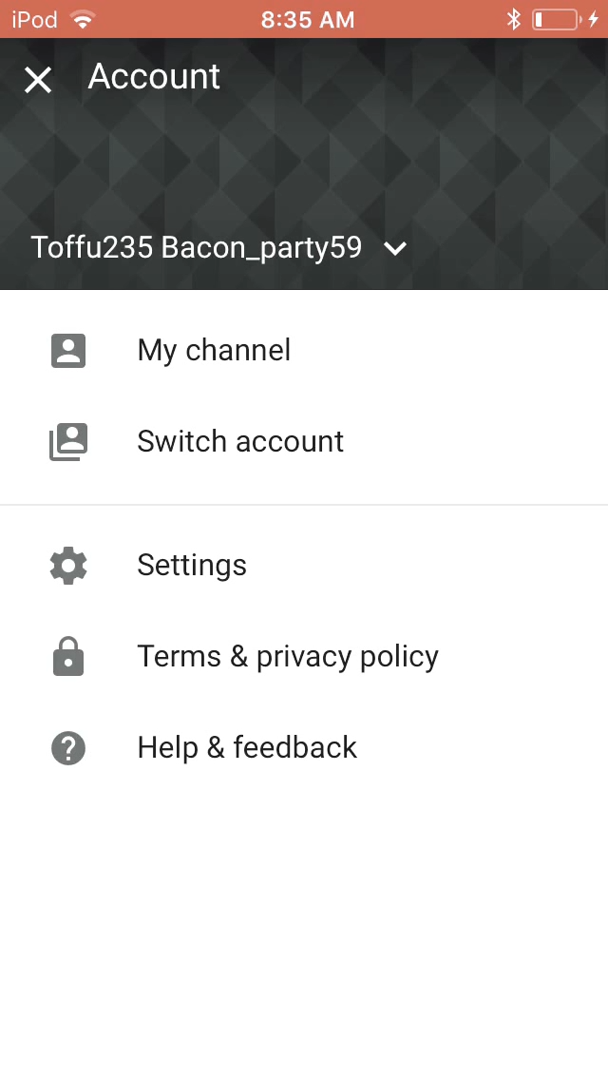 iPod 8:35 AM
Account
Toffu235 Bacon_party59
My channel
Switch account
Settings
Terms & privacy policy
Help & feedback